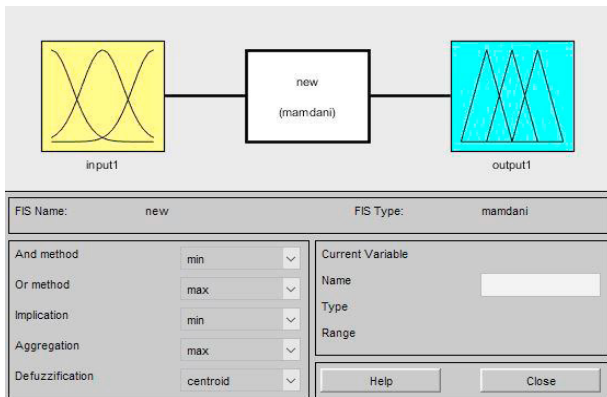 new
(mamdani)
input1
output1
FIS Name: new FIS Type: mamdani
And method min
Or method max
Implication min
Aggregation max
Defuzzification centroid
Current Variable
Name
Type
Range
Help Close